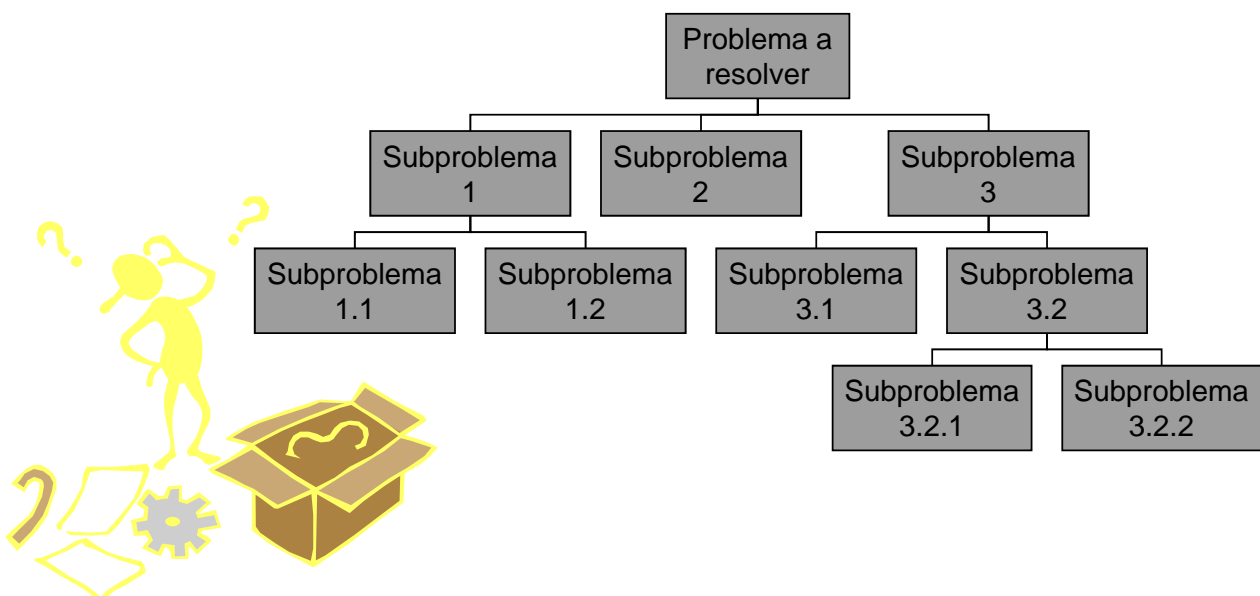 Problema a
resolver
Subproblema
1
Subproblema
2
Subproblema
3
Subproblema
1.1
Subproblema
1.2
Subproblema
3.1
Subproblema
3.2
Subproblema
3.2.1
Subproblema
3.2.2
? ?